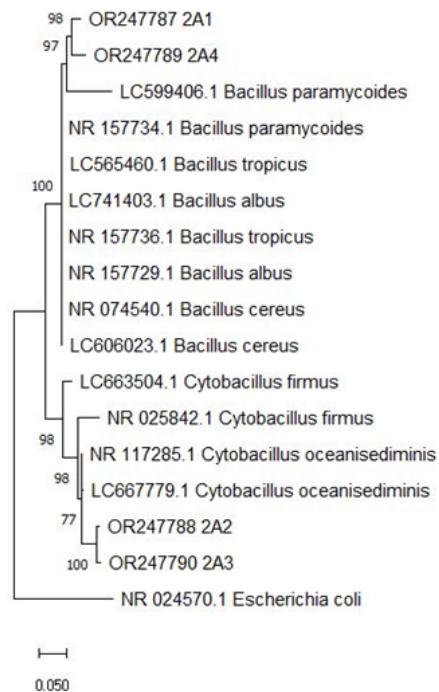 98
OR247787 2A1
97
OR247789 2A4
LC599406.1 Bacillus paramycoides
NR 157734.1 Bacillus paramycoides
LC565460.1 Bacillus tropicus
100
LC741403.1 Bacillus albus
NR 157736.1 Bacillus tropicus
NR 157729.1 Bacillus albus
NR 074540.1 Bacillus cereus
LC606023.1 Bacillus cereus
LC663504.1 Cytobacillus firmus
NR 025842.1 Cytobacillus firmus
98
NR 117285.1 Cytobacillus oceanisediminis
98
LC667779.1 Cytobacillus oceanisediminis
77
OR247788 2A2
100
OR247790 2A3
NR 024570.1 Escherichia coli
0.050